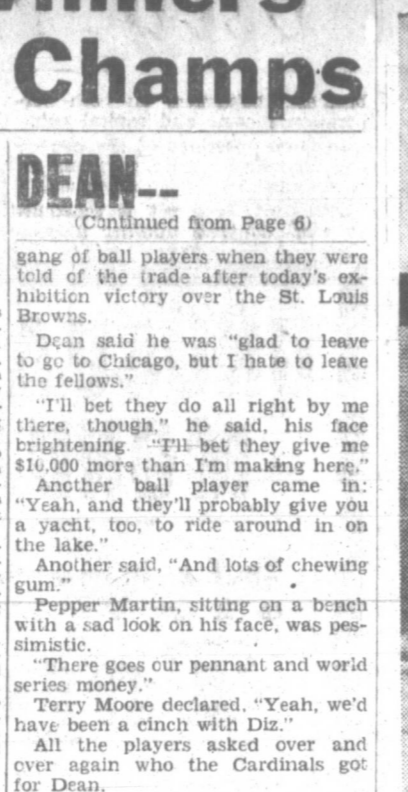 Champs
DEAN--
(Continued from Page 6)
gang of ball players when they were
told of the trade after today's ex-
hibition victory over the St. Louis
Browns.
Dean said he was "glad to leave
to go to Chicago, but I hate to leave
the fellows."
"I'll bet they do all right by me
there, though," he said, his face
brightening. "I'll bet they give me
$10,000 more than I'm making here."
Another ball player came in:
"Yeah, and they'll probably give you
a yacht, too, to ride around in on
the lake."
Another said, "And lots of chewing
gum."
Pepper Martin, sitting on a bench
with a sad look on his face, was pes-
simistic.
"There goes our pennant and world
series money."
Terry Moore declared, "Yeah, we'd
have been a cinch with Diz."
All the players asked over and
over again who the Cardinals got
for Dean.